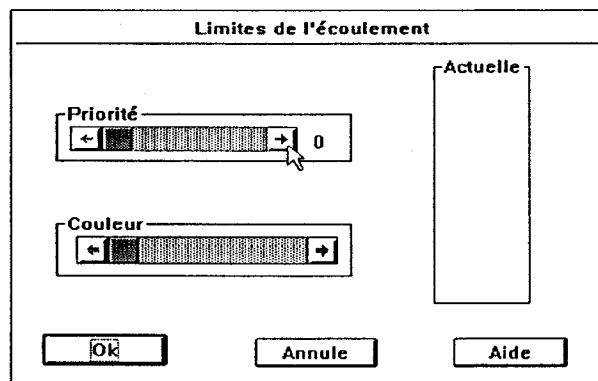 Limites de l'écoulement
Actuelle
Priorité
0
Couleur
Ok
Annule
Aide